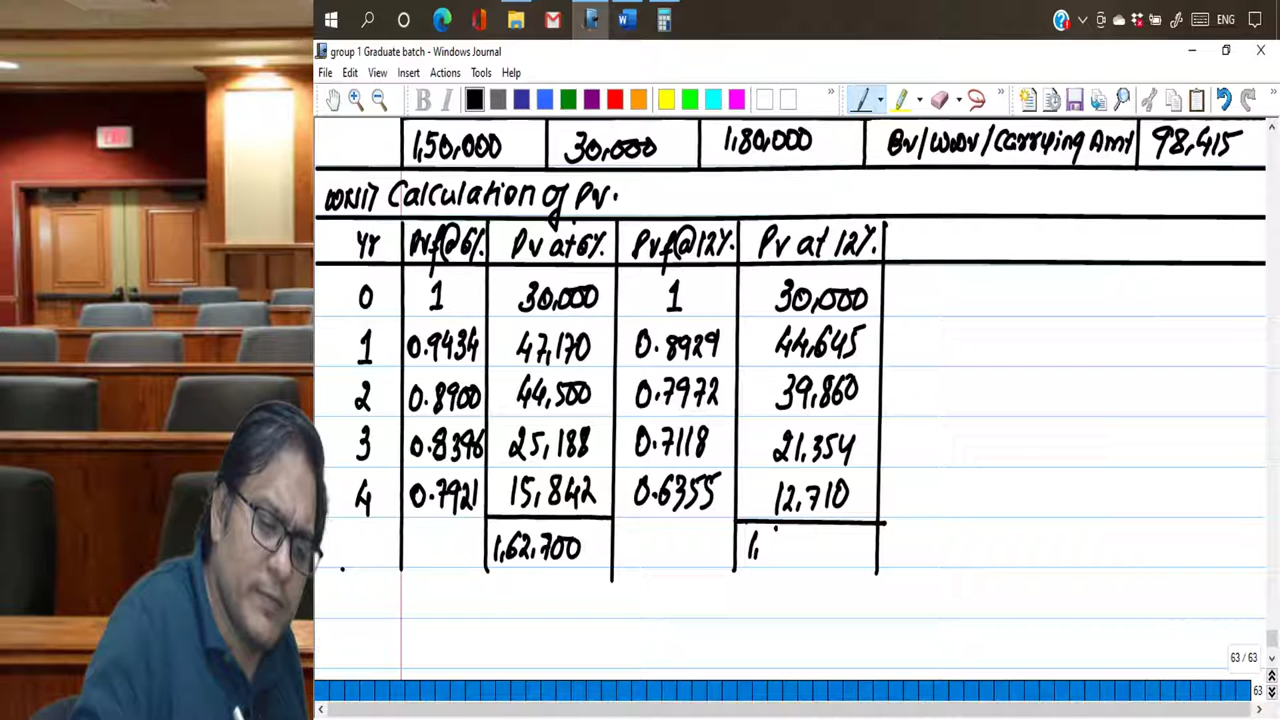 ENG
group 1 Graduate batch - Windows Journal
File Edit View Insert Actions Tools Help
1,50,000 30,000 1,80,000 Bv/WDV/Carrying Amt 98,415
WN17 Calculation of Pv.
Yr Pvf@6% Pv at 6% Pvf@12% Pv at 12%
0 1 30,000 1 30,000
1 0.9434 47,170 0.8929 44,645
2 0.8900 44,500 0.7972 39,860
3 0.8396 25,188 0.7118 21,354
4 0.7921 15,842 0.6355 12,710
1,62,700 1,
63 / 63
63